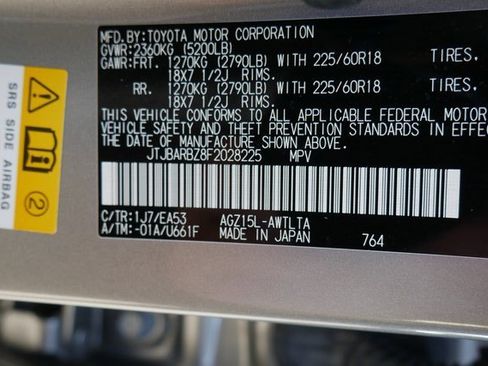 MFD.BY:TOYOTA MOTOR CORPORATION
GVWR:2360KG (5200LB)
GAWR:FRT. 1270KG (2790LB) WITH 225/60R18 TIRES,
18X7 1/2J RIMS.
RR. 1270KG (2790LB) WITH 225/60R18 TIRES,
18X7 1/2J RIMS.
THIS VEHICLE CONFORMS TO ALL APPLICABLE FEDERAL MOTOR
VEHICLE SAFETY AND THEFT PREVENTION STANDARDS IN EFFE
THE DATE OF MANUFACTURE SHOWN ABOVE.
JTJBARBZ8F2028225 MPV
C/TR:1J7/EA53 AGZ15L-AWTLTA
A/TM:-01A/U661F MADE IN JAPAN 764
SRS SIDE AIRBAG
2